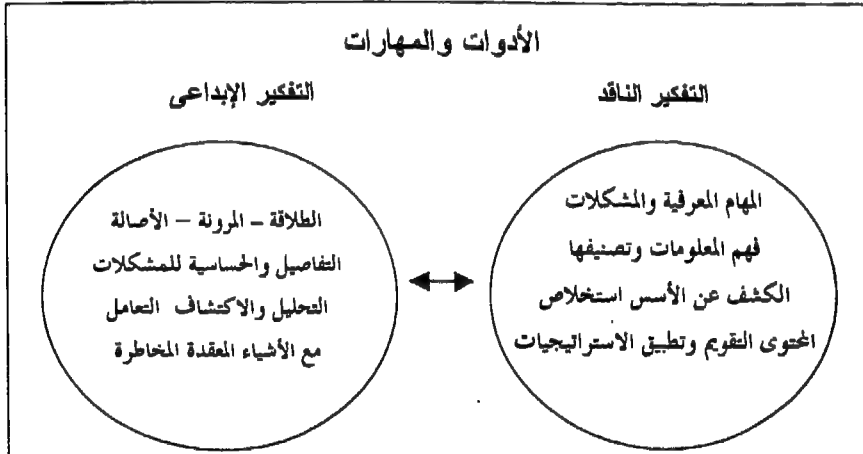 الأدوات والمهارات
التفكير الناقد
التفكير الإبداعى
المهام المعرفية والمشكلات
فهم المعلومات وتصنيفها
الكشف عن الأسس استخلاص
المحتوى التقويم وتطبيق الاستراتيجيات
الطلاقة – المرونة – الأصالة
التفاصيل والحساسية للمشكلات
التحليل والاكتشاف التعامل
مع الأشياء المعقدة المخاطرة